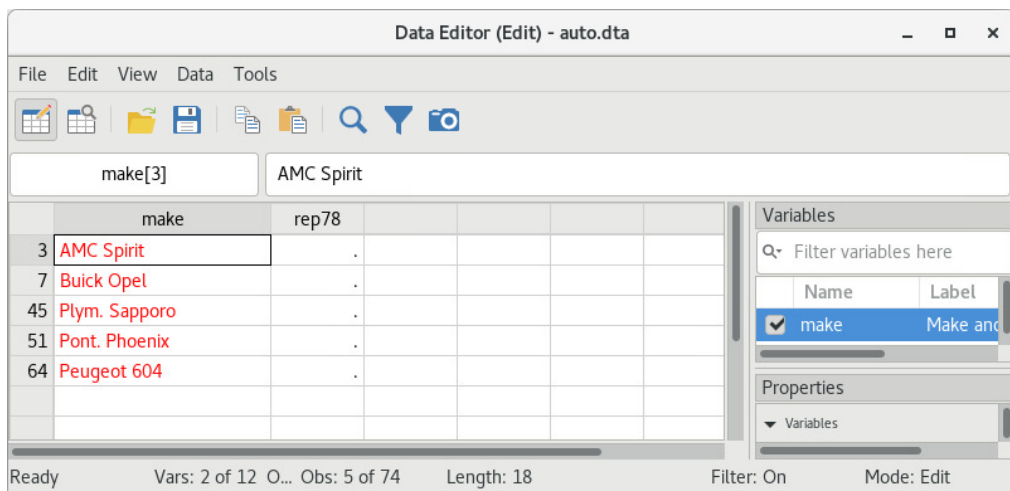 Data Editor (Edit) - auto.dta
File Edit View Data Tools
make[3] AMC Spirit
make rep78
3 AMC Spirit .
7 Buick Opel .
45 Plym. Sapporo .
51 Pont. Phoenix .
64 Peugeot 604 .
Variables
Filter variables here
Name Label
make Make and
Properties
Variables
Ready Vars: 2 of 12 O... Obs: 5 of 74 Length: 18 Filter: On Mode: Edit